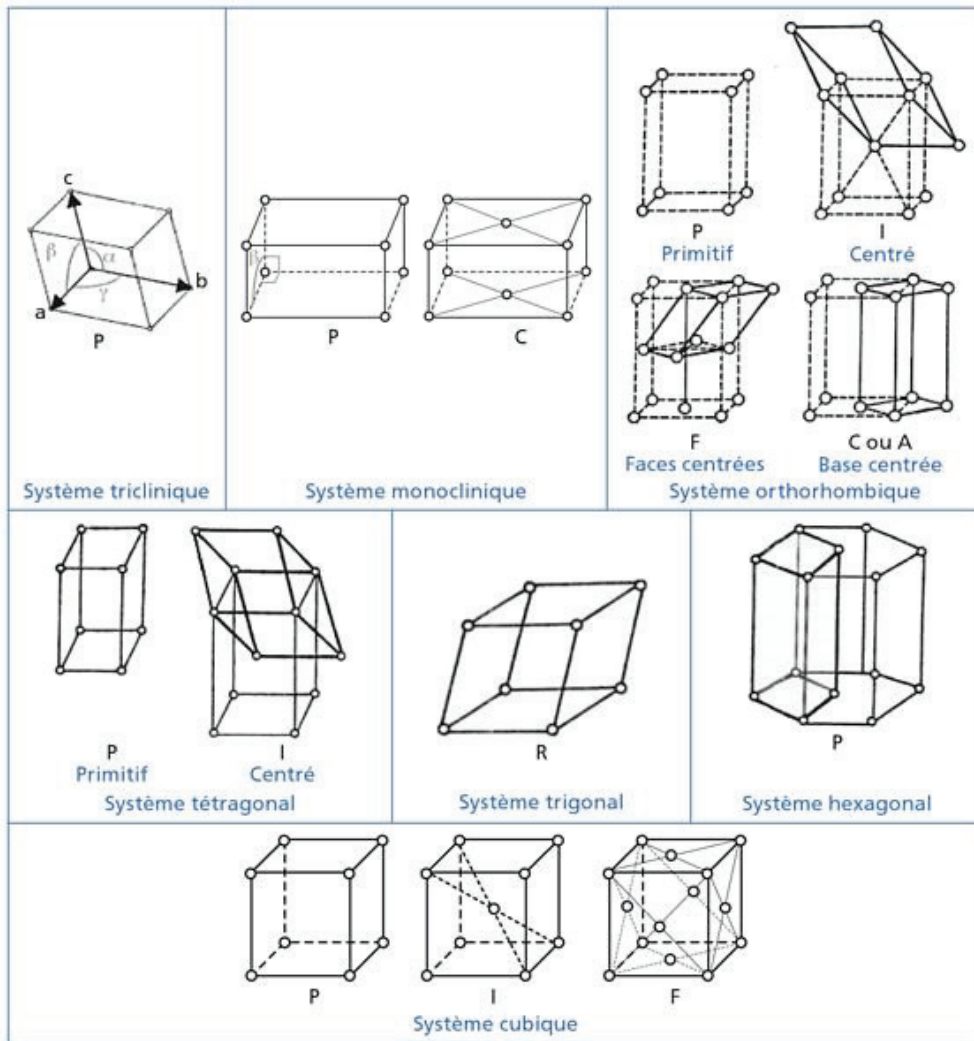 c
β
α
b
γ
a
P
Système triclinique
β
P
C
Système monoclinique
P
Primitif
I
Centré
F
Faces centrées
C ou A
Base centrée
Système orthorhombique
P
Primitif
I
Centré
Système tétragonal
R
Système trigonal
P
Système hexagonal
P
I
F
Système cubique